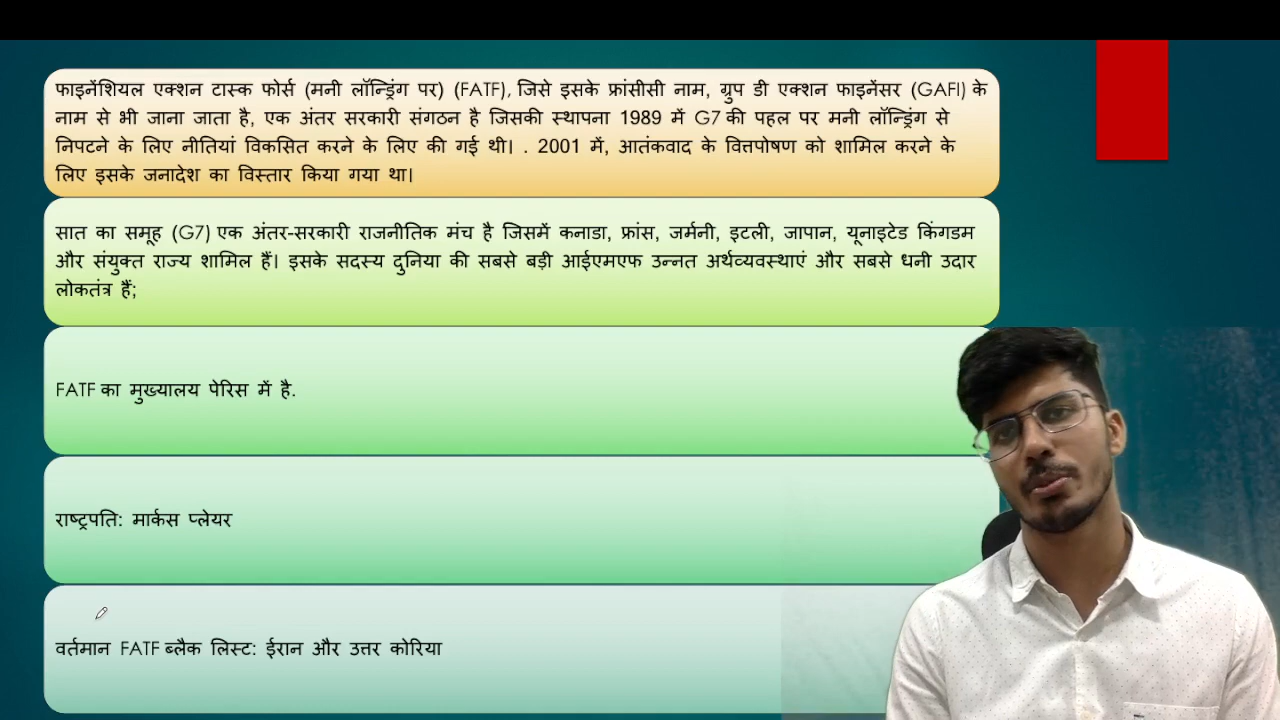 फाइनेंशियल एक्शन टास्क फोर्स (मनी लॉन्ड्रिंग पर) (FATF), जिसे इसके फ्रांसीसी नाम, ग्रुप डी एक्शन फाइनेंसर (GAFI) के
नाम से भी जाना जाता है, एक अंतर सरकारी संगठन है जिसकी स्थापना 1989 में G7 की पहल पर मनी लॉन्ड्रिंग से
निपटने के लिए नीतियां विकसित करने के लिए की गई थी। . 2001 में, आतंकवाद के वित्तपोषण को शामिल करने के
लिए इसके जनादेश का विस्तार किया गया था।
सात का समूह (G7) एक अंतर-सरकारी राजनीतिक मंच है जिसमें कनाडा, फ्रांस, जर्मनी, इटली, जापान, यूनाइटेड किंगडम
और संयुक्त राज्य शामिल हैं। इसके सदस्य दुनिया की सबसे बड़ी आईएमएफ उन्नत अर्थव्यवस्थाएं और सबसे धनी उदार
लोकतंत्र हैं;
FATF का मुख्यालय पेरिस में है.
राष्ट्रपति: मार्कस प्लेयर
वर्तमान FATF ब्लैक लिस्ट: ईरान और उत्तर कोरिया